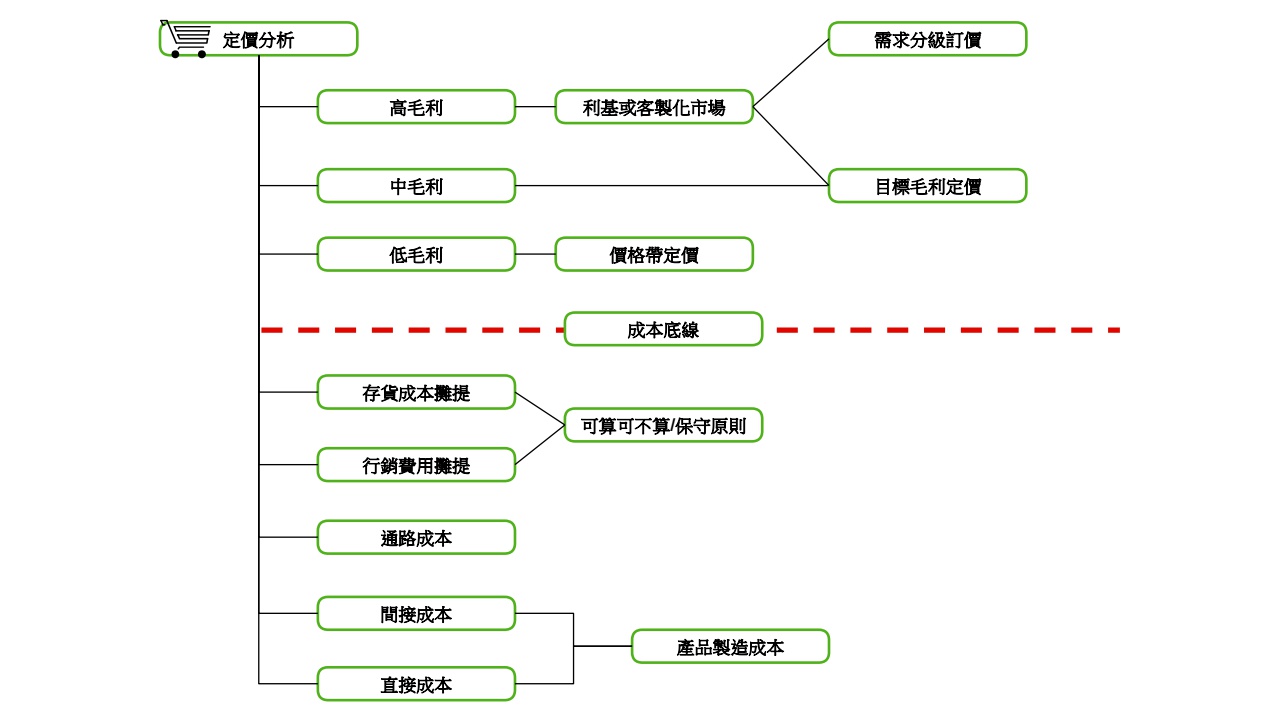 定價分析
需求分級訂價
高毛利
利基或客製化市場
中毛利
目標毛利定價
低毛利
價格帶定價
成本底線
存貨成本攤提
可算可不算/保守原則
行銷費用攤提
通路成本
間接成本
產品製造成本
直接成本